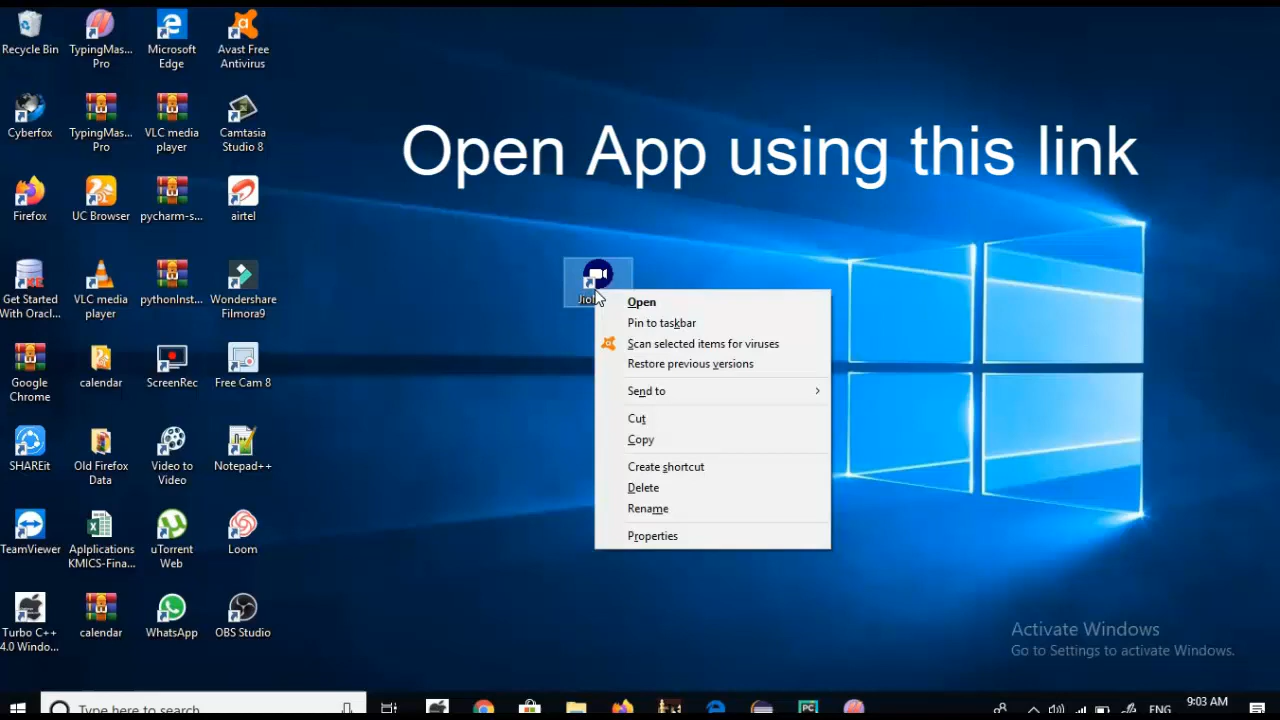 Recycle Bin
TypingMas...
Pro
Microsoft
Edge
Avast Free
Antivirus
Cyberfox
TypingMas...
Pro
VLC media
player
Camtasia
Studio 8
Firefox
UC Browser
pycharm-s...
airtel
Get Started
With Oracl...
VLC media
player
pythonInst...
Wondershare
Filmora9
Google
Chrome
calendar
ScreenRec
Free Cam 8
SHAREit
Old Firefox
Data
Video to
Video
Notepad++
TeamViewer
Aplplications
KMICS-Fina...
uTorrent
Web
Loom
Turbo C++
4.0 Windo...
calendar
WhatsApp
OBS Studio
Open App using this link
Open
Pin to taskbar
Scan selected items for viruses
Restore previous versions
Send to
Cut
Copy
Create shortcut
Delete
Rename
Properties
Activate Windows
Go to Settings to activate Windows.
Type here to search
ENG
9:03 AM